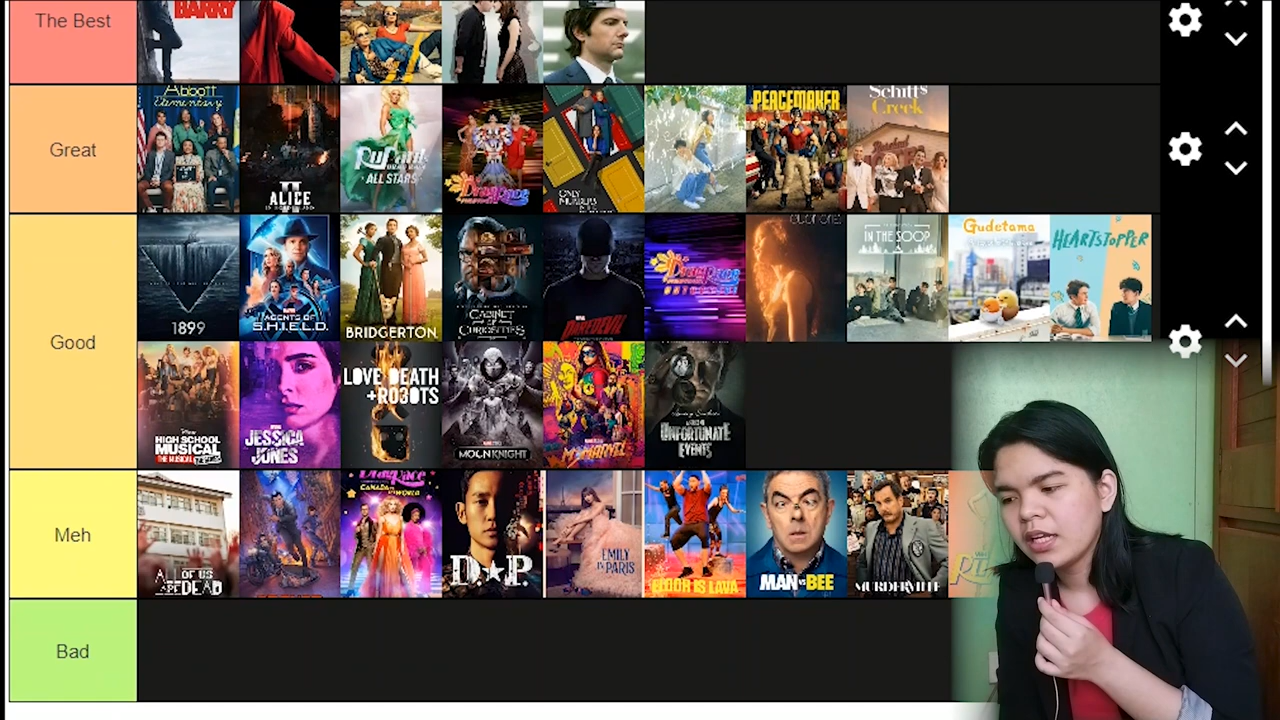 The Best
BARRY
Great
Abbott
Elementary
ALICE
RuPaul's
DRAG RACE
ALL STARS
Drag Race
ONLY
MURDERS
PEACEMAKER
Schitt's
Creek
Good
1899
AGENTS OF
S.H.I.E.L.D.
BRIDGERTON
CABINET
OF
CURIOSITIES
DAREDEVIL
Drag Race
IN THE SOOP
Gudetama
HEARTSTOPPER
HIGH SCHOOL
MUSICAL
THE MUSICAL
JESSICA
JONES
LOVE DEATH
+ROBOTS
MOON KNIGHT
MS. MARVEL
UNFORTUNATE
EVENTS
Meh
OF US
ARE DEAD
Drag Race
CANADA
WORLD
D.P.
EMILY
IN PARIS
FLOOR IS LAVA
MAN VS BEE
MURDERVILLE
Bad